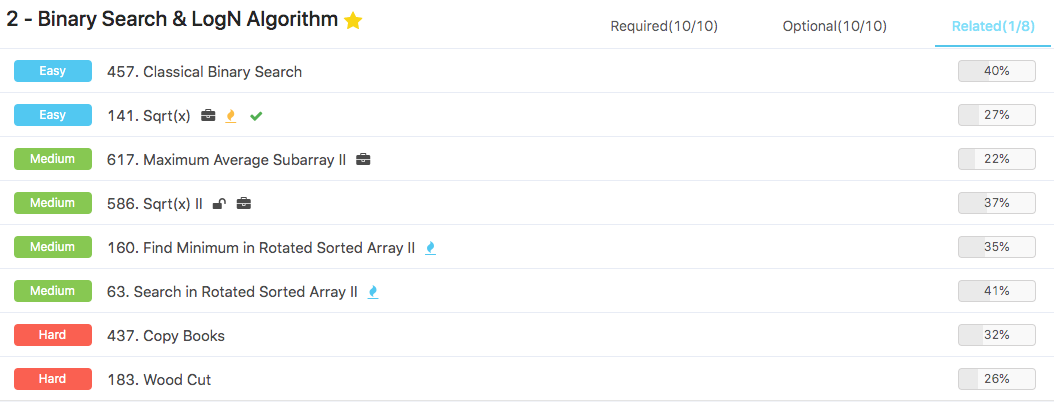 2 - Binary Search & LogN Algorithm Required(10/10) Optional(10/10) Related(1/8)
Easy 457. Classical Binary Search 40%
Easy 141. Sqrt(x) 27%
Medium 617. Maximum Average Subarray II 22%
Medium 586. Sqrt(x) II 37%
Medium 160. Find Minimum in Rotated Sorted Array II 35%
Medium 63. Search in Rotated Sorted Array II 41%
Hard 437. Copy Books 32%
Hard 183. Wood Cut 26%